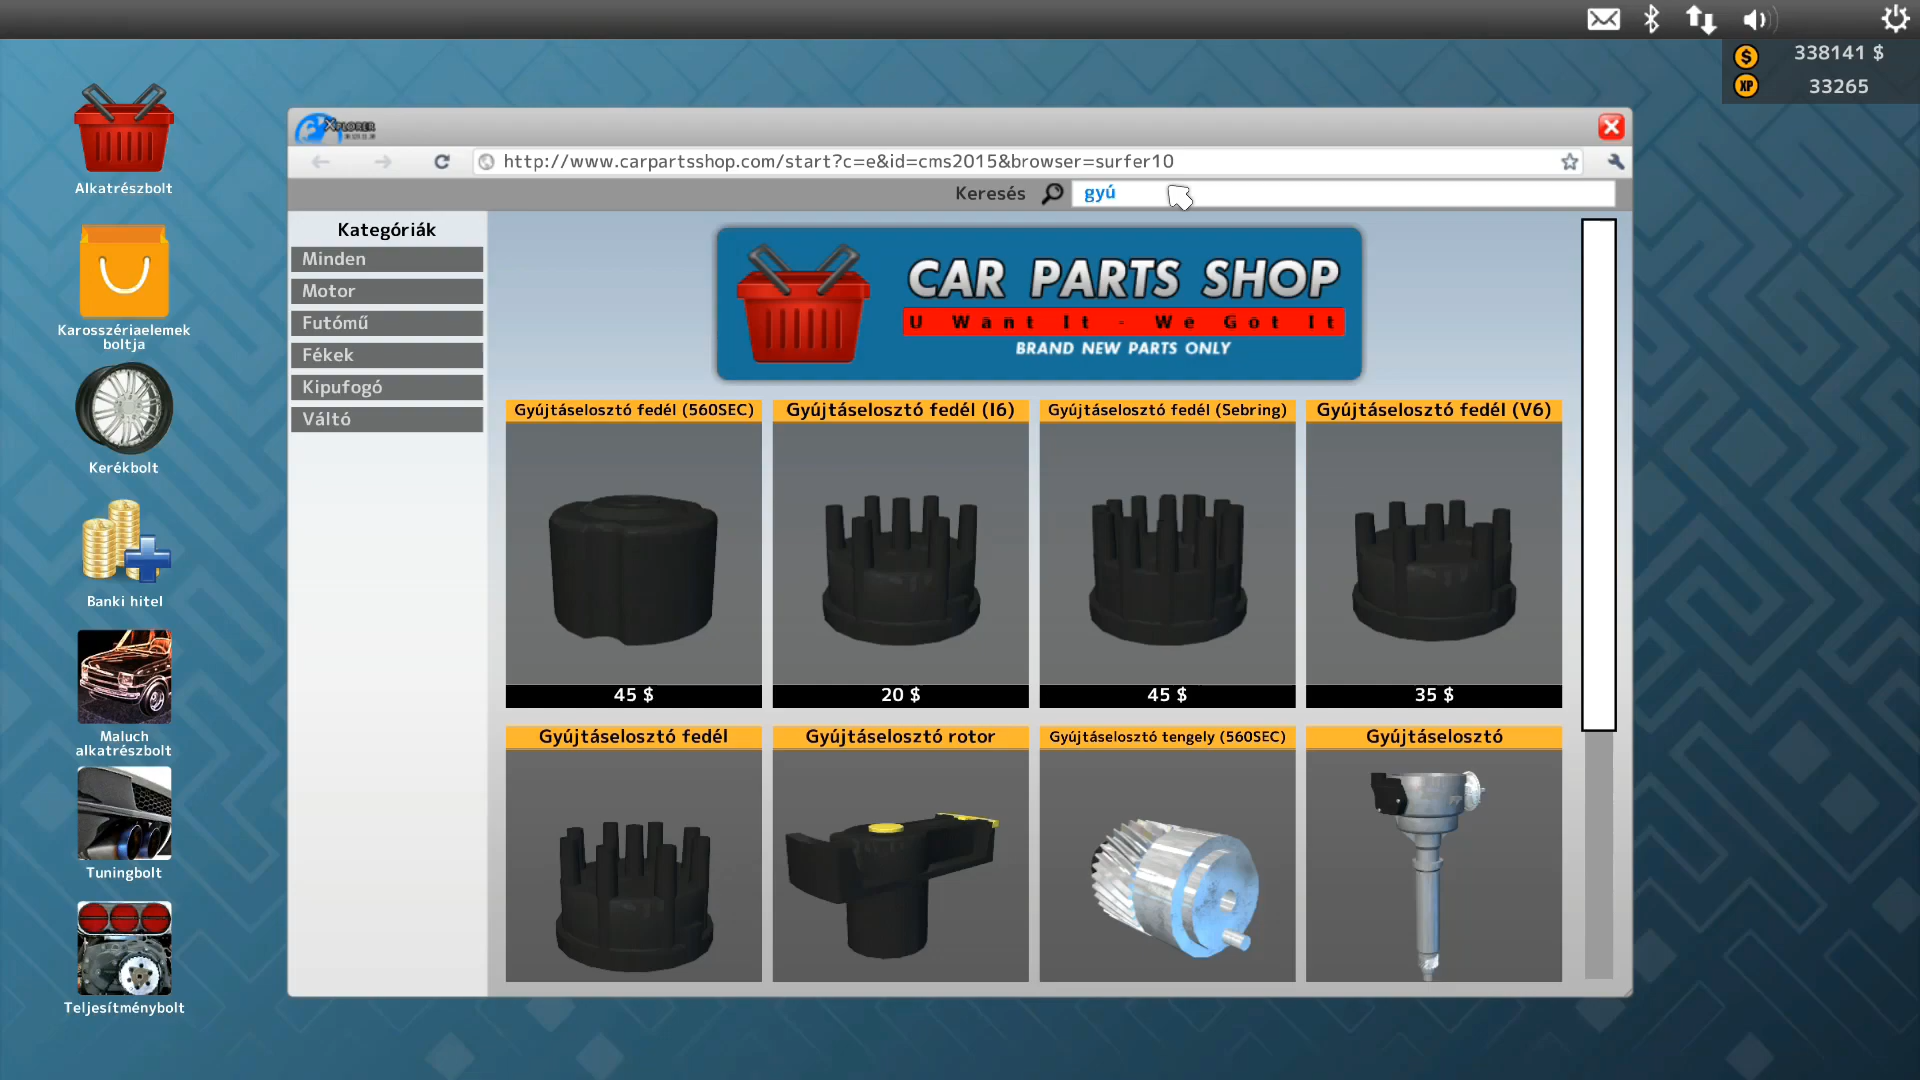 338141 $
XP
33265
Alkatrészbolt
Karosszériaelemek
boltja
Kerékbolt
Banki hitel
Maluch
alkatrészbolt
Tuningbolt
Teljesítménybolt
XPLORER
http://www.carpartsshop.com/start?c=e&id=cms2015&browser=surfer10
Keresés gyú
Kategóriák
Minden
Motor
Futómű
Fékek
Kipufogó
Váltó
CAR PARTS SHOP
U Want It - We Got It
BRAND NEW PARTS ONLY
Gyújtáselosztó fedél (560SEC)
45 $
Gyújtáselosztó fedél (I6)
20 $
Gyújtáselosztó fedél (Sebring)
45 $
Gyújtáselosztó fedél (V6)
35 $
Gyújtáselosztó fedél
Gyújtáselosztó rotor
Gyújtáselosztó tengely (560SEC)
Gyújtáselosztó